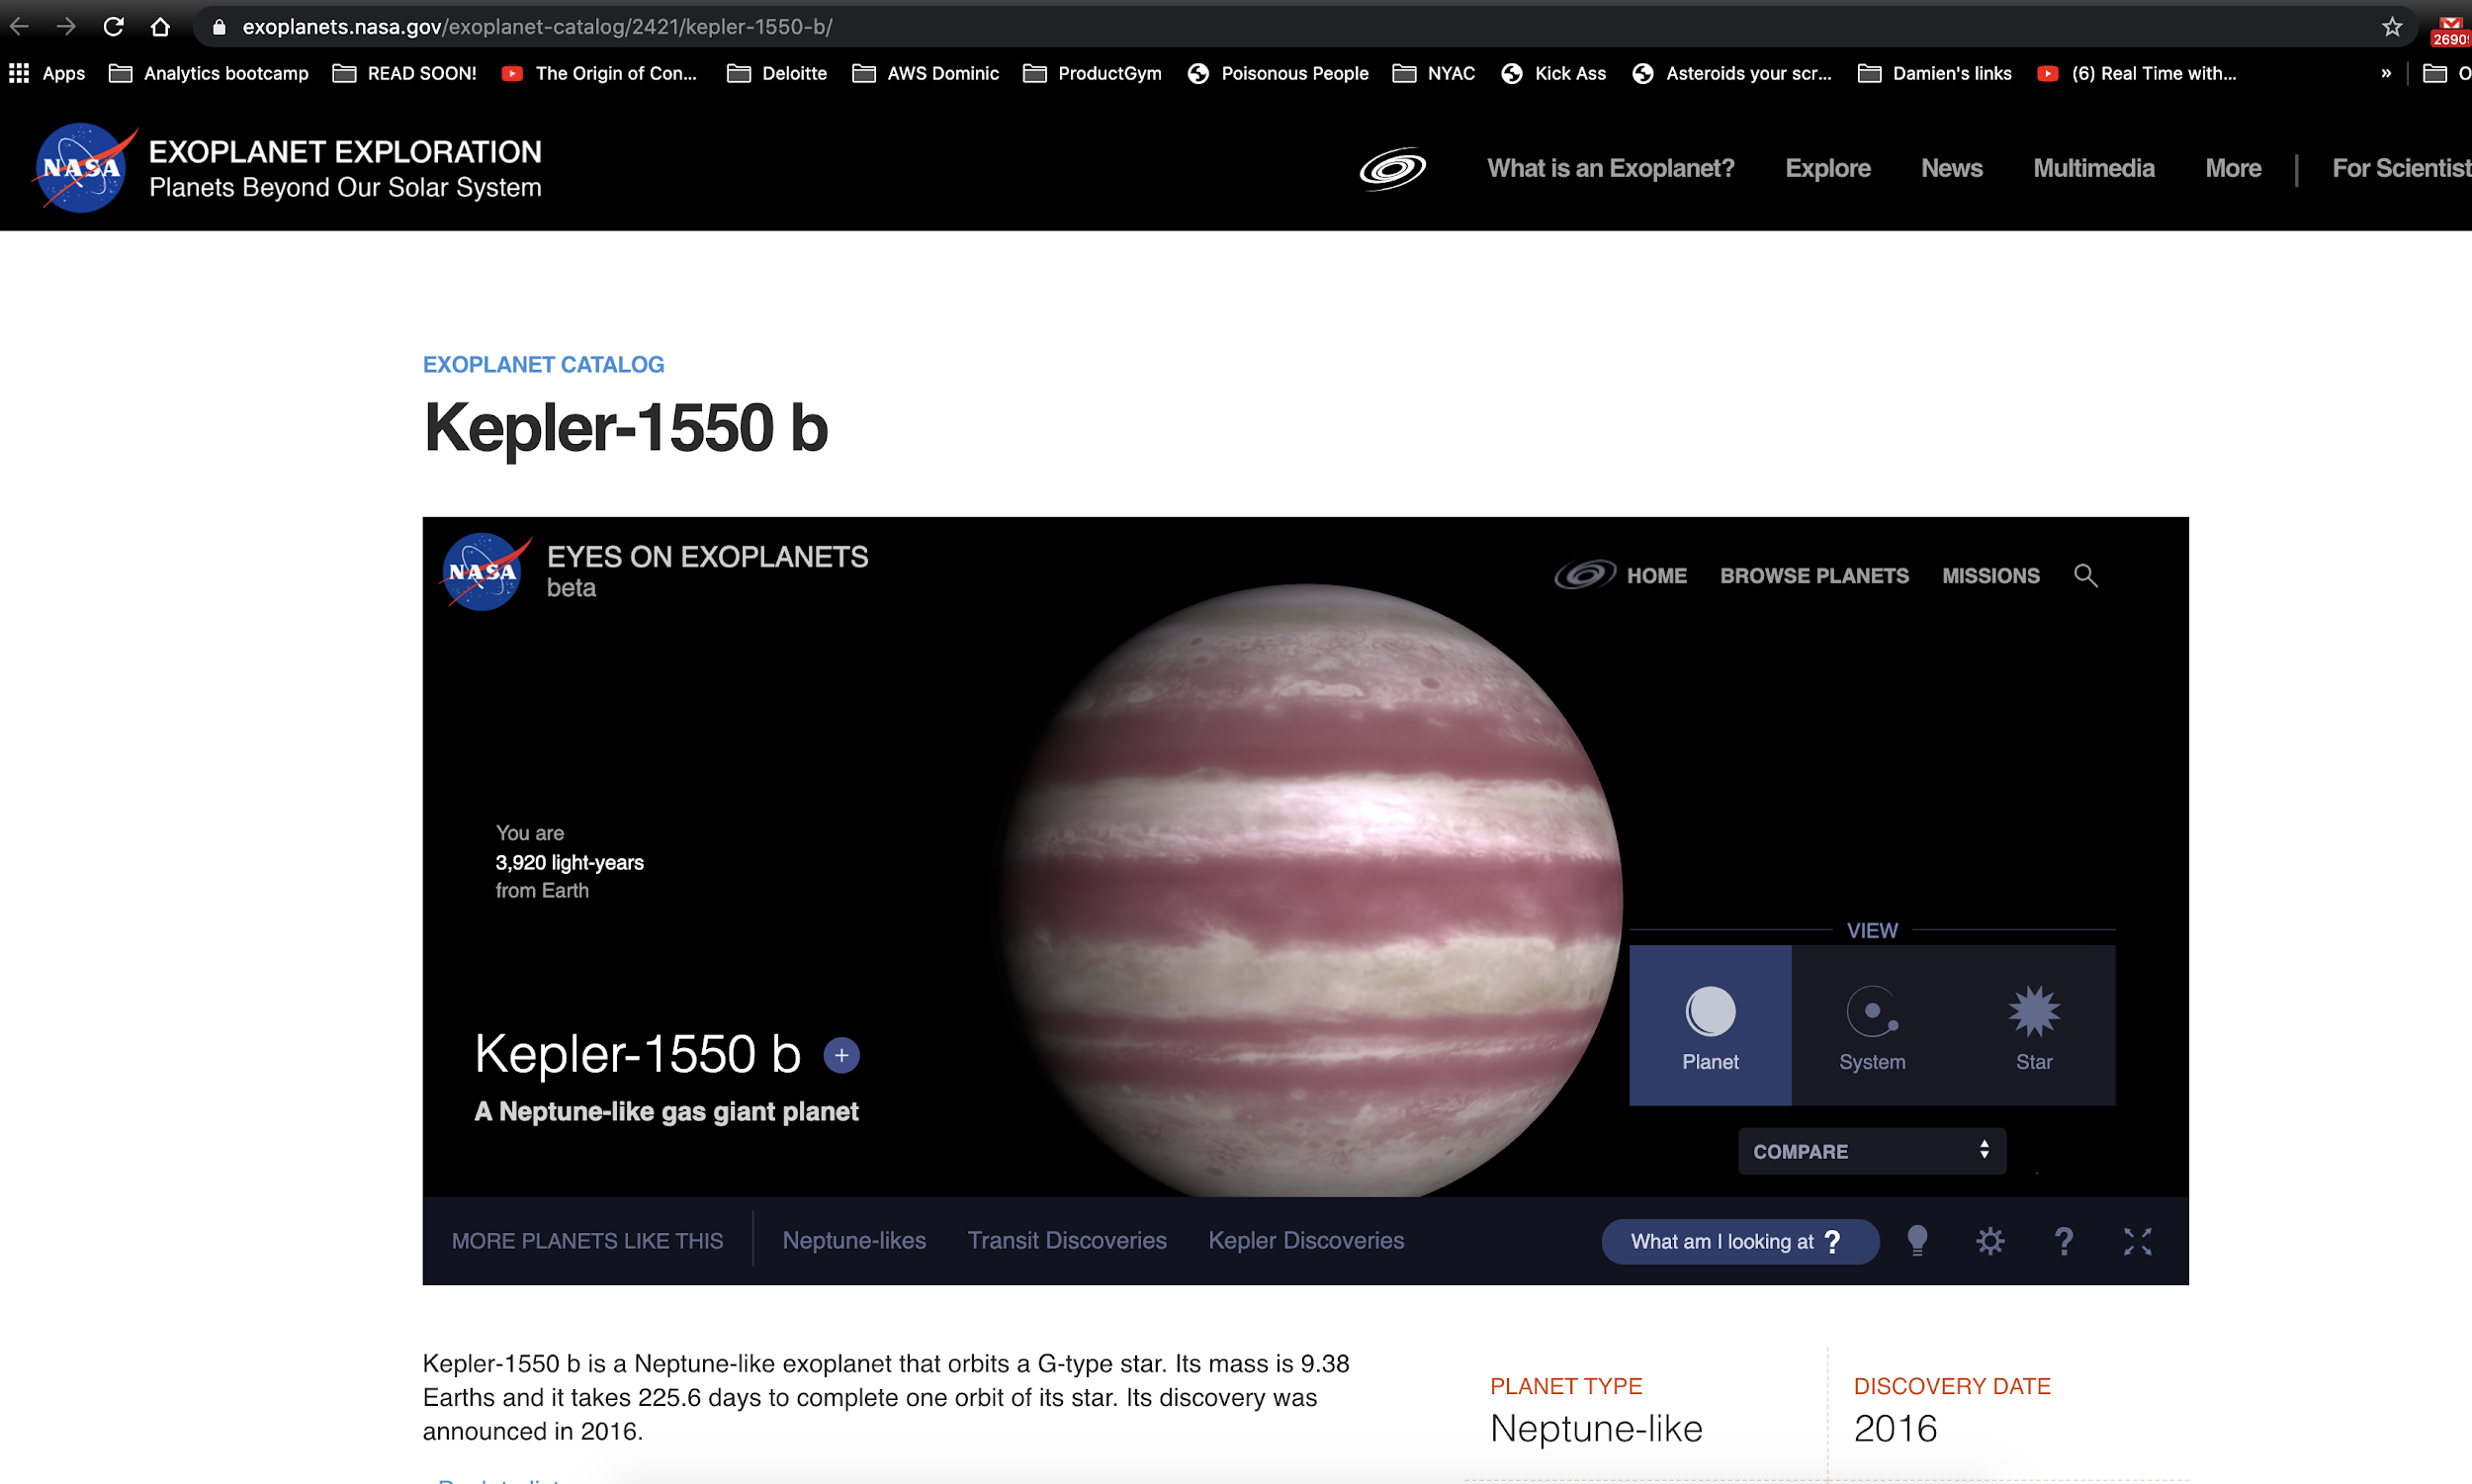 exoplanets.nasa.gov/exoplanet-catalog/2421/kepler-1550-b/
Apps Analytics bootcamp READ SOON! The Origin of Con... Deloitte AWS Dominic ProductGym Poisonous People NYAC Kick Ass Asteroids your scr... Damien's links (6) Real Time with... » O
NASA
EXOPLANET EXPLORATION
Planets Beyond Our Solar System
What is an Exoplanet? Explore News Multimedia More For Scientist
EXOPLANET CATALOG
Kepler-1550 b
NASA
EYES ON EXOPLANETS
beta
HOME BROWSE PLANETS MISSIONS
You are
3,920 light-years
from Earth
VIEW
Planet System Star
Kepler-1550 b +
A Neptune-like gas giant planet
COMPARE
MORE PLANETS LIKE THIS Neptune-likes Transit Discoveries Kepler Discoveries What am I looking at ? ?
Kepler-1550 b is a Neptune-like exoplanet that orbits a G-type star. Its mass is 9.38
Earths and it takes 225.6 days to complete one orbit of its star. Its discovery was
announced in 2016.
PLANET TYPE
Neptune-like
DISCOVERY DATE
2016